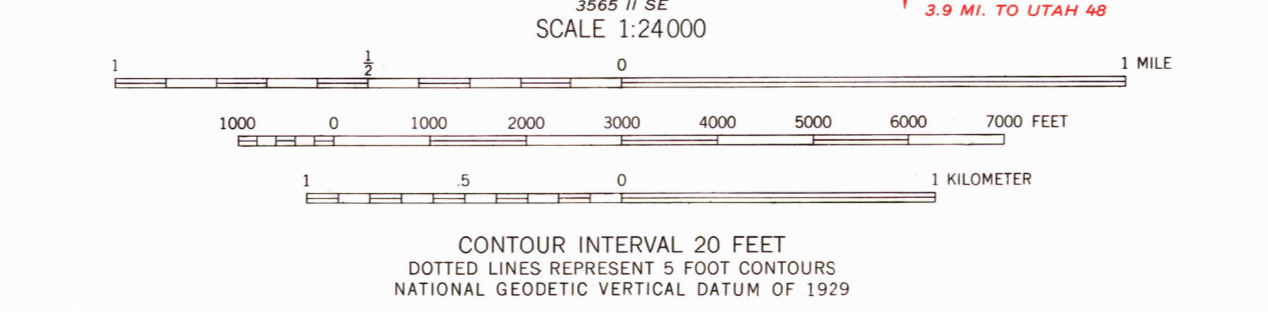 3565 II SE
3.9 MI. TO UTAH 48
SCALE 1:24000
1 1/2 0 1 MILE
1000 0 1000 2000 3000 4000 5000 6000 7000 FEET
1 .5 0 1 KILOMETER
CONTOUR INTERVAL 20 FEET
DOTTED LINES REPRESENT 5 FOOT CONTOURS
NATIONAL GEODETIC VERTICAL DATUM OF 1929